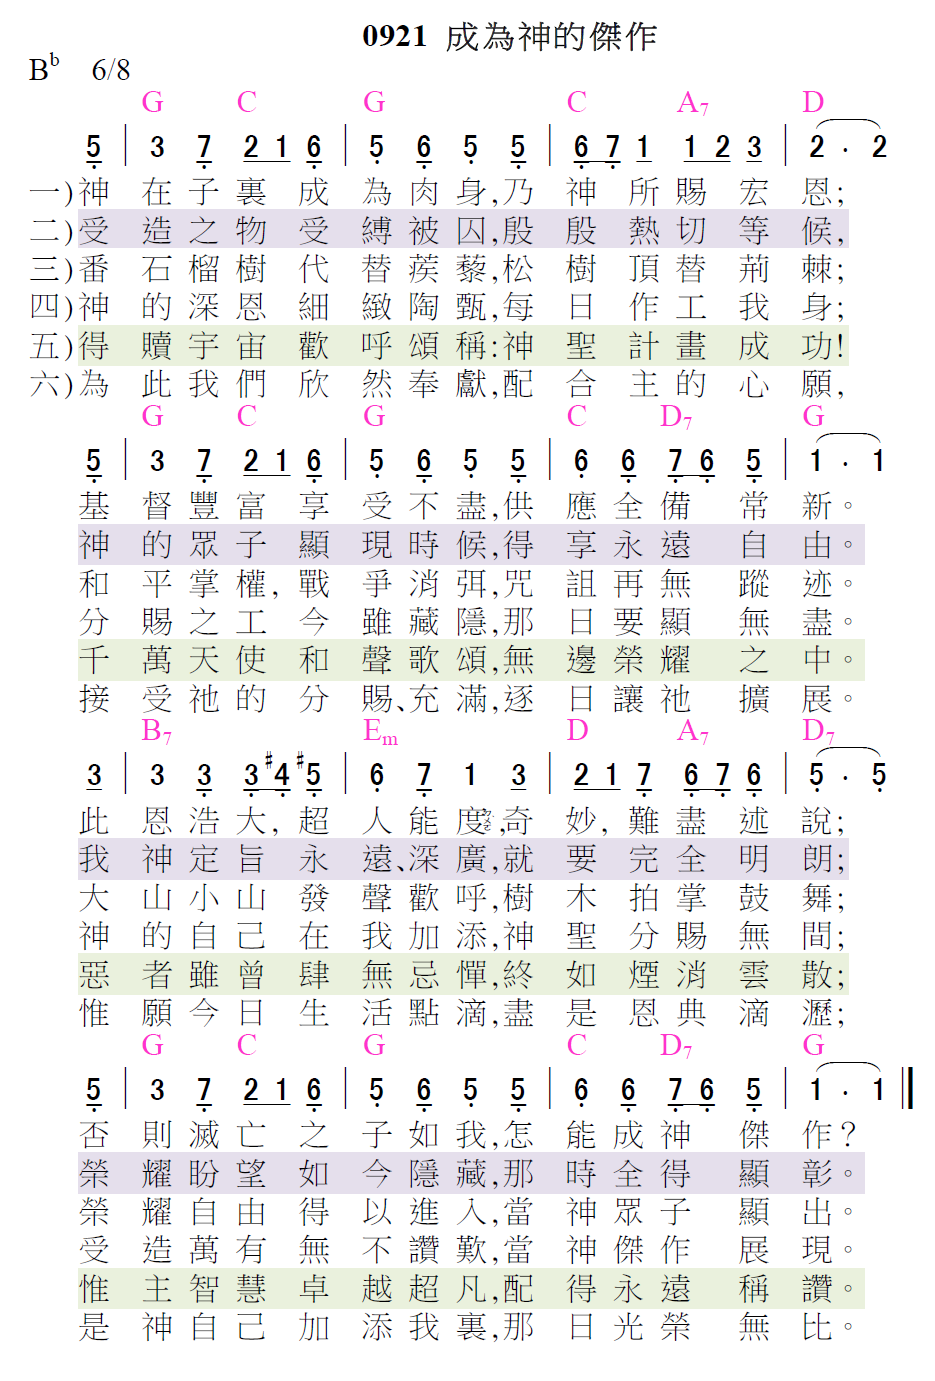 0921 成為神的傑作
Bb 6/8
G C G C A7 D
5 | 3 7 2 1 6 | 5 6 5 5 | 6 7 1 1 2 3 | 2 . 2
一)神在子裏成為肉身,乃神所賜宏恩;
二)受造之物受縛被囚,殷殷熱切等候,
三)番石榴樹代替蒺藜,松樹頂替荊棘;
四)神的深恩細緻陶甄,每日作工我身;
五)得贖宇宙歡呼頌稱:神聖計畫成功!
六)為此我們欣然奉獻,配合主的心願,
G C G C D7 G
5 | 3 7 2 1 6 | 5 6 5 5 | 6 6 7 6 5 | 1 . 1
基督豐富享受不盡,供應全備常新。
神的眾子顯現時候,得享永遠自由。
和平掌權,戰爭消弭,咒詛再無蹤迹。
分賜之工今雖藏隱,那日要顯無盡。
千萬天使和聲歌頌,無邊榮耀之中。
接受祂的分賜、充滿,逐日讓祂擴展。
B7 Em D A7 D7
3 | 3 3 3 #4 #5 | 6 7 1 3 | 2 1 7 6 7 6 | 5 . 5
此恩浩大,超人能度ㄉㄨㄛˋ,奇妙,難盡述說;
我神定旨永遠、深廣,就要完全明朗;
大山小山發聲歡呼,樹木拍掌鼓舞;
神的自己在我加添,神聖分賜無間;
惡者雖曾肆無忌憚,終如煙消雲散;
惟願今日生活點滴,盡是恩典滴瀝;
G C G C D7 G
5 | 3 7 2 1 6 | 5 6 5 5 | 6 6 7 6 5 | 1 . 1
否則滅亡之子如我,怎能成神傑作?
榮耀盼望如今隱藏,那時全得顯彰。
榮耀自由得以進入,當神眾子顯出。
受造萬有無不讚歎,當神傑作展現。
惟主智慧卓越超凡,配得永遠稱讚。
是神自己加添我裏,那日光榮無比。